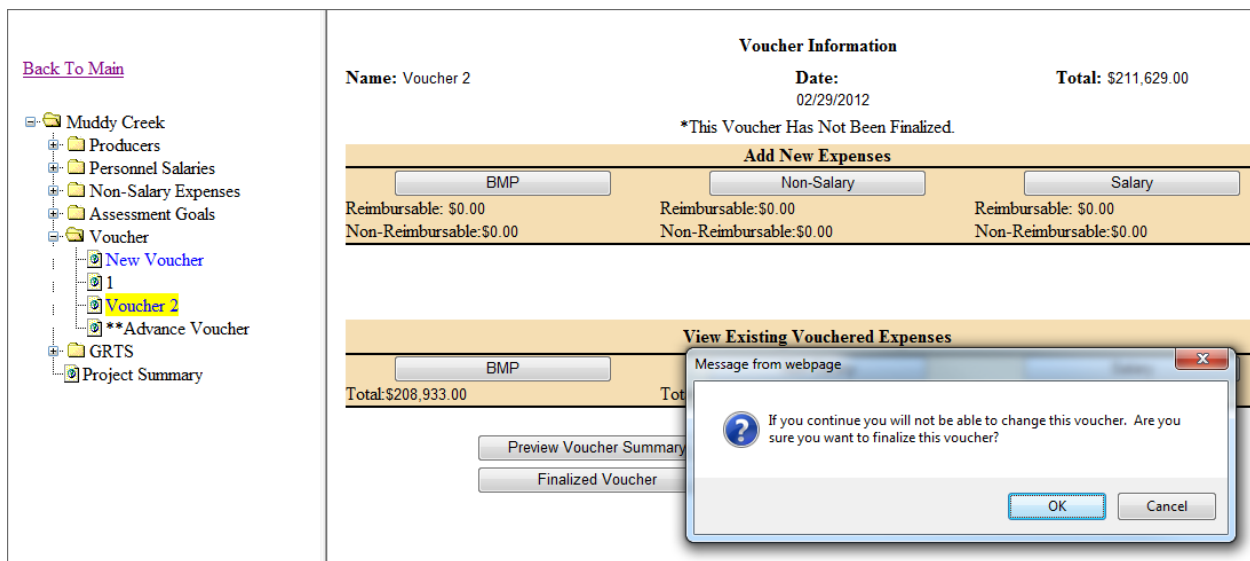 Back To Main
Muddy Creek
Producers
Personnel Salaries
Non-Salary Expenses
Assessment Goals
Voucher
New Voucher
1
Voucher 2
**Advance Voucher
GRTS
Project Summary
Voucher Information
Name: Voucher 2 Date: Total: $211,629.00
02/29/2012
*This Voucher Has Not Been Finalized.
Add New Expenses
BMP Non-Salary Salary
Reimbursable: $0.00 Reimbursable:$0.00 Reimbursable: $0.00
Non-Reimbursable:$0.00 Non-Reimbursable:$0.00 Non-Reimbursable:$0.00
View Existing Vouchered Expenses
BMP
Total:$208,933.00
Preview Voucher Summary
Finalized Voucher
Message from webpage
If you continue you will not be able to change this voucher. Are you
sure you want to finalize this voucher?
OK Cancel